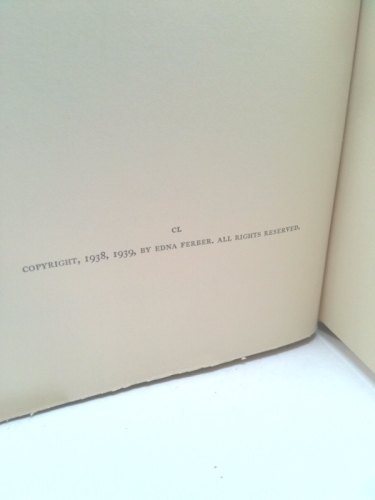 CL
COPYRIGHT, 1938, 1939, BY EDNA FERBER. ALL RIGHTS RESERVED.